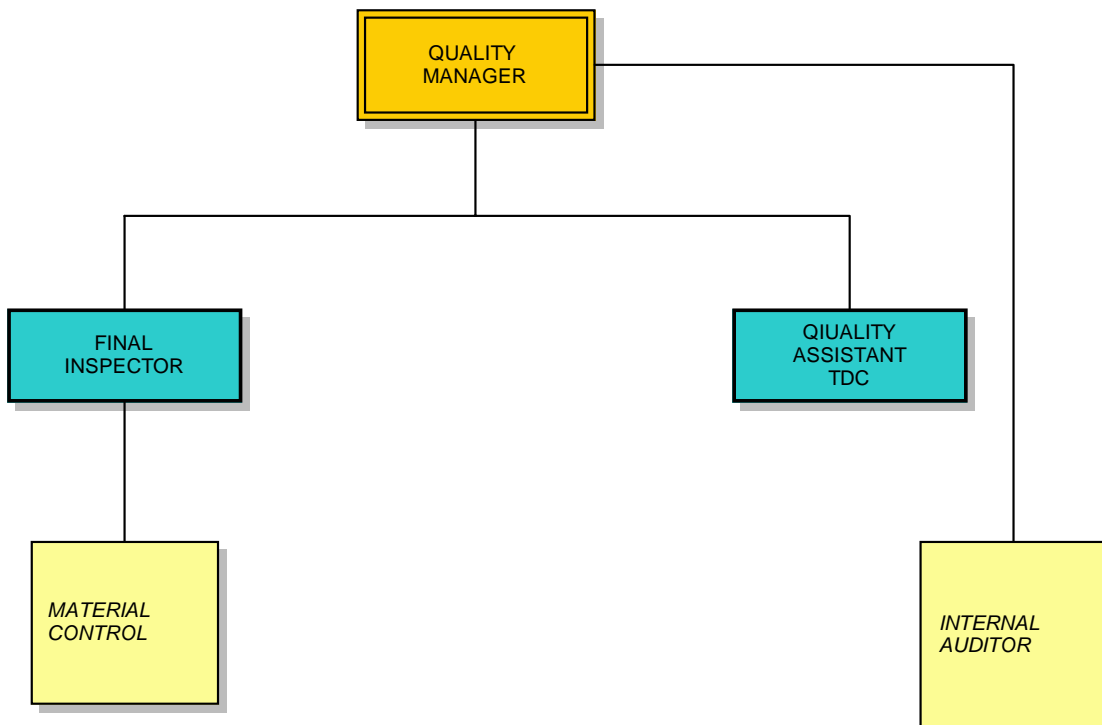 QUALITY
MANAGER
FINAL
INSPECTOR
QIUALITY
ASSISTANT
TDC
MATERIAL
CONTROL
INTERNAL
AUDITOR